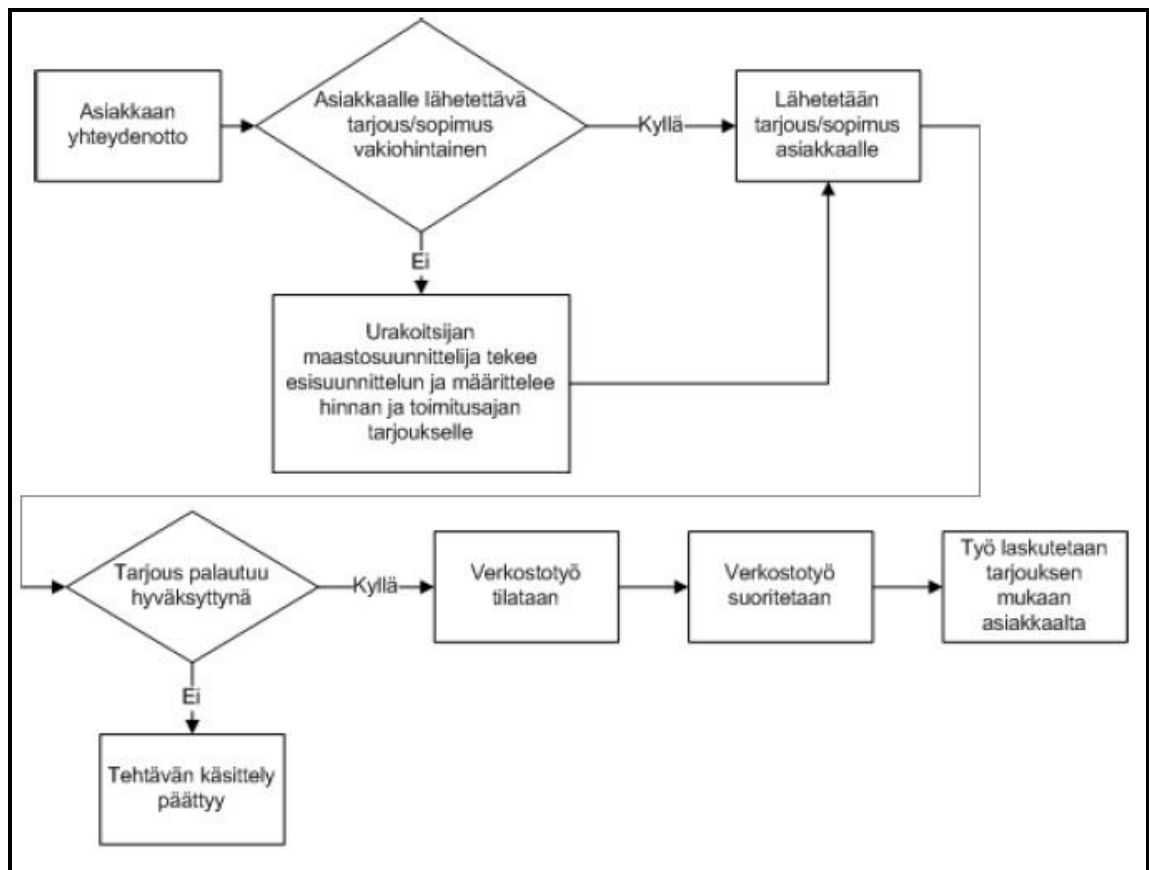 Asiakkaan
yhteydenotto
Asiakkaalle lähetettävä
tarjous/sopimus
vakiohintainen
Kyllä
Lähetetään
tarjous/sopimus
asiakkaalle
Ei
Urakoitsijan
maastosuunnittelija tekee
esisuunnittelun ja määrittelee
hinnan ja toimitusajan
tarjoukselle
Tarjous palautuu
hyväksyttynä
Kyllä
Verkostotyö
tilataan
Verkostotyö
suoritetaan
Työ laskutetaan
tarjouksen
mukaan
asiakkaalta
Ei
Tehtävän käsittely
päättyy